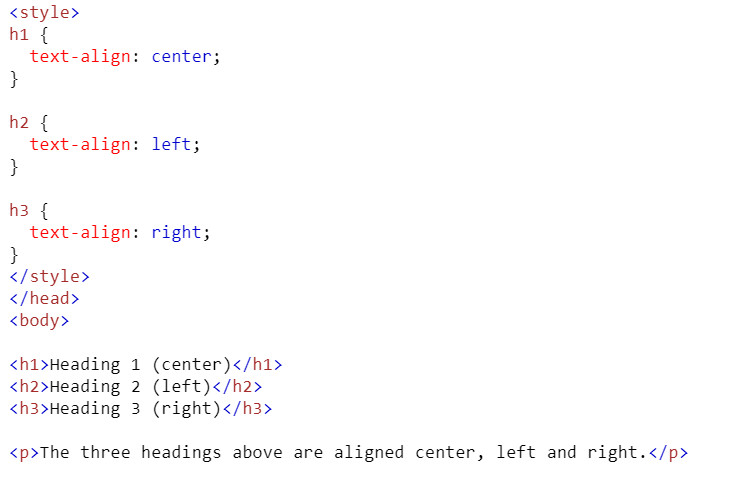 <style>
h1 {
  text-align: center;
}

h2 {
  text-align: left;
}

h3 {
  text-align: right;
}
</style>
</head>
<body>

<h1>Heading 1 (center)</h1>
<h2>Heading 2 (left)</h2>
<h3>Heading 3 (right)</h3>

<p>The three headings above are aligned center, left and right.</p>